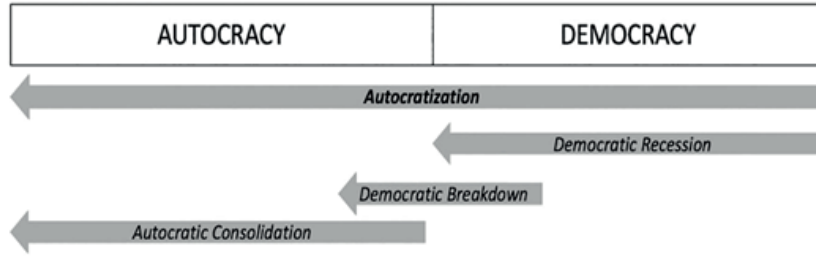 AUTOCRACY DEMOCRACY
Autocratization
Democratic Recession
Democratic Breakdown
Autocratic Consolidation